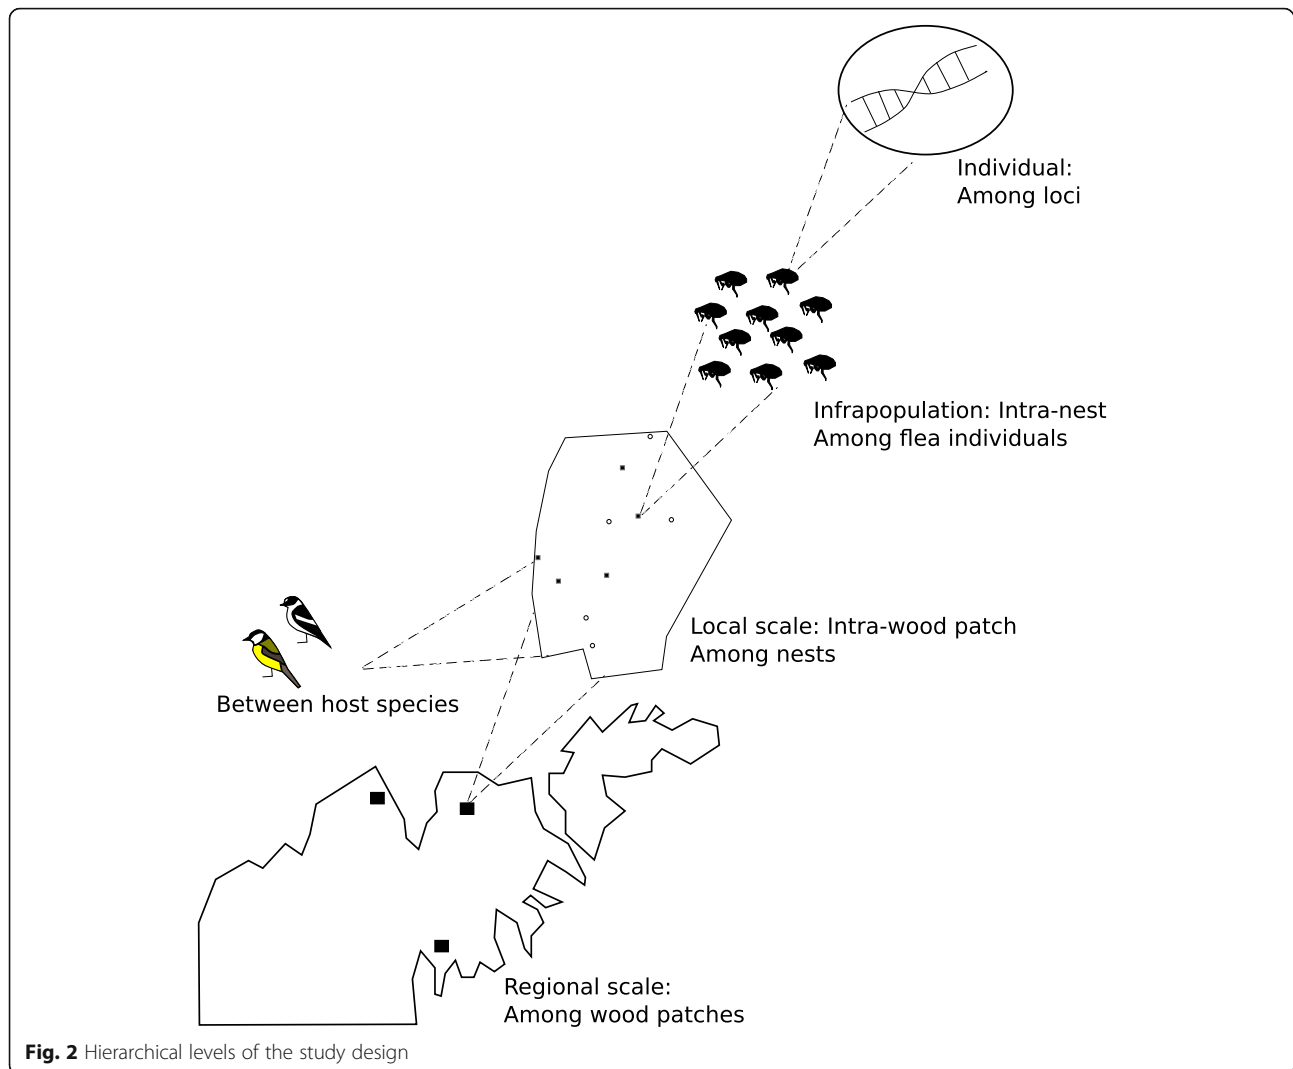 Individual:
Among loci
Infrapopulation: Intra-nest
Among flea individuals
Local scale: Intra-wood patch
Among nests
Between host species
Regional scale:
Among wood patches
Fig. 2 Hierarchical levels of the study design